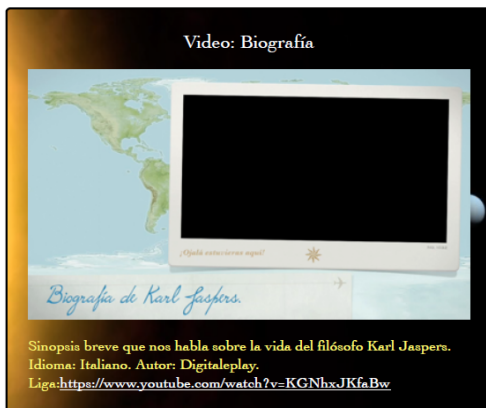 Video: Biografía
¡Ojalá estuvieras aquí!
Biografía de Karl Jaspers.
Sinopsis breve que nos habla sobre la vida del filósofo Karl Jaspers.
Idioma: Italiano. Autor: Digitaleplay.
Liga:https://www.youtube.com/watch?v=KGNhxJKfaBw